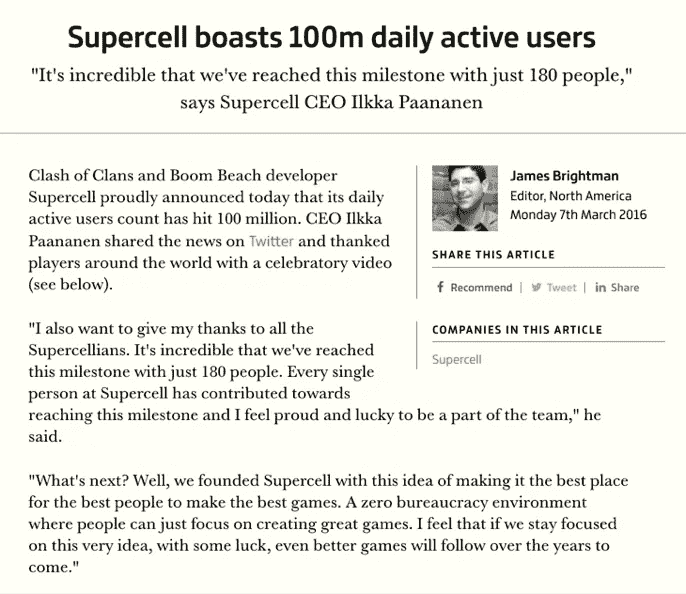 Supercell boasts 100m daily active users
"It's incredible that we've reached this milestone with just 180 people,"
says Supercell CEO Ilkka Paananen
Clash of Clans and Boom Beach developer
Supercell proudly announced today that its daily
active users count has hit 100 million. CEO Ilkka
Paananen shared the news on Twitter and thanked
players around the world with a celebratory video
(see below).
"I also want to give my thanks to all the
Supercellians. It's incredible that we've reached
this milestone with just 180 people. Every single
person at Supercell has contributed towards
reaching this milestone and I feel proud and lucky to be a part of the team," he
said.
"What's next? Well, we founded Supercell with this idea of making it the best place
for the best people to make the best games. A zero bureaucracy environment
where people can just focus on creating great games. I feel that if we stay focused
on this very idea, with some luck, even better games will follow over the years to
come."
James Brightman
Editor, North America
Monday 7th March 2016
SHARE THIS ARTICLE
Recommend | Tweet | Share
COMPANIES IN THIS ARTICLE
Supercell